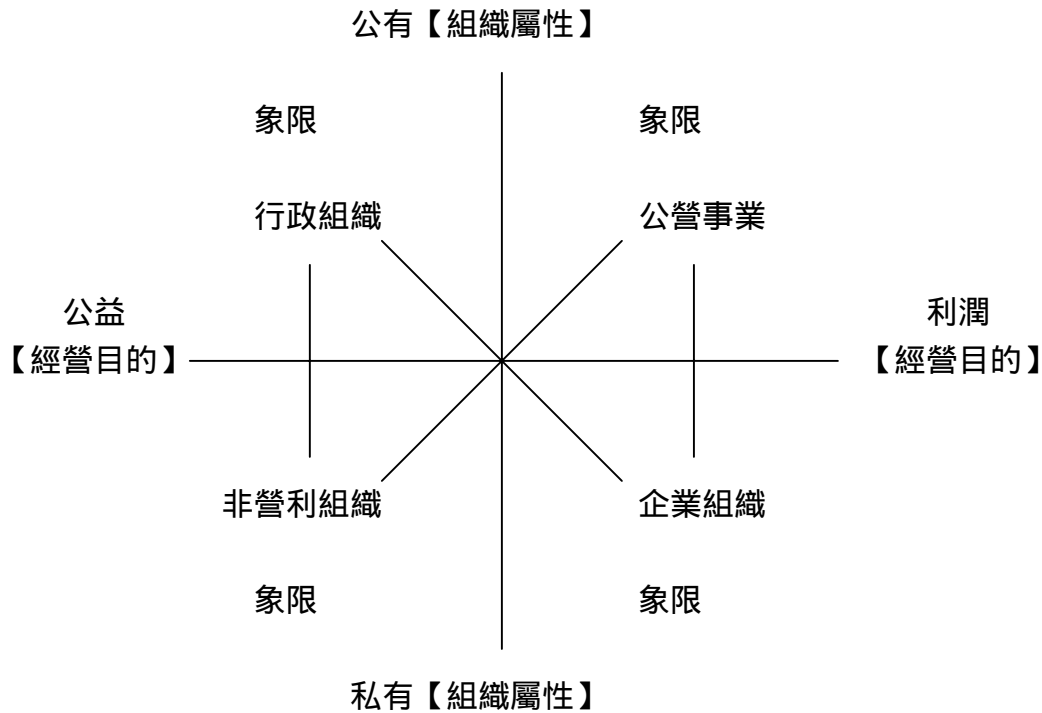 公有【組織屬性】
象限 象限
行政組織 公營事業
公益 利潤
【經營目的】 【經營目的】
非營利組織 企業組織
象限 象限
私有【組織屬性】